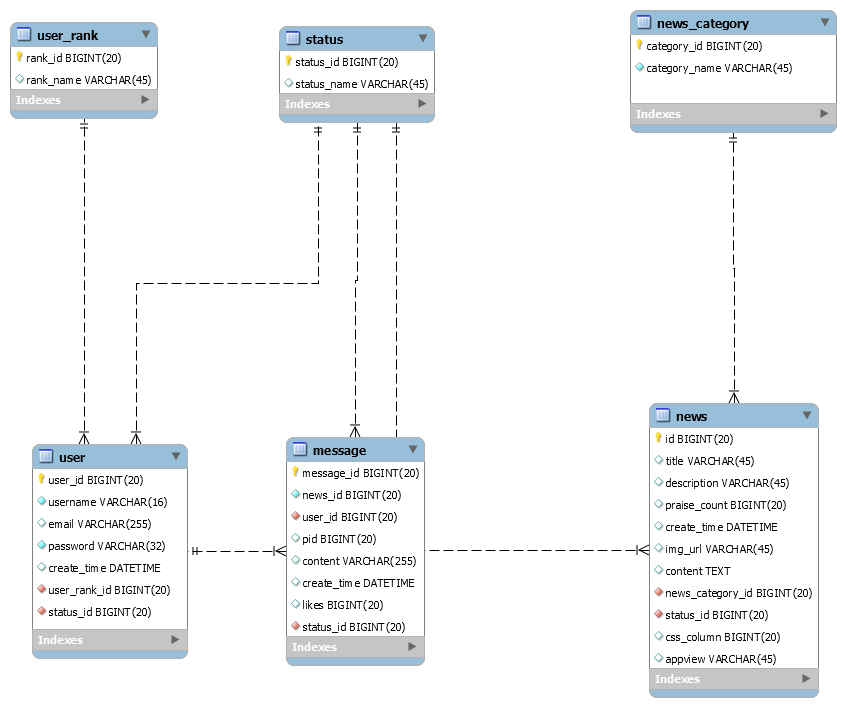 user_rank
rank_id BIGINT(20)
rank_name VARCHAR(45)
Indexes
status
status_id BIGINT(20)
status_name VARCHAR(45)
Indexes
news_category
category_id BIGINT(20)
category_name VARCHAR(45)
Indexes
user
user_id BIGINT(20)
username VARCHAR(16)
email VARCHAR(255)
password VARCHAR(32)
create_time DATETIME
user_rank_id BIGINT(20)
status_id BIGINT(20)
Indexes
message
message_id BIGINT(20)
news_id BIGINT(20)
user_id BIGINT(20)
pid BIGINT(20)
content VARCHAR(255)
create_time DATETIME
likes BIGINT(20)
status_id BIGINT(20)
Indexes
news
id BIGINT(20)
title VARCHAR(45)
description VARCHAR(45)
praise_count BIGINT(20)
create_time DATETIME
img_url VARCHAR(45)
content TEXT
news_category_id BIGINT(20)
status_id BIGINT(20)
css_column BIGINT(20)
appview VARCHAR(45)
Indexes